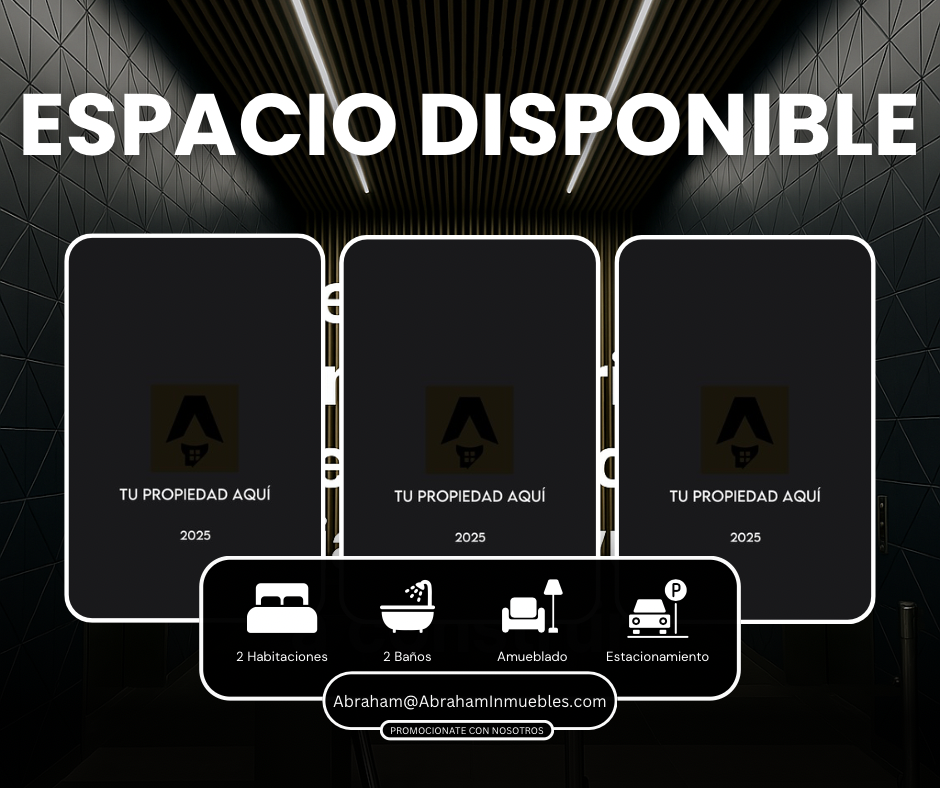 ESPACIO DISPONIBLE
TU PROPIEDAD AQUÍ
2025
TU PROPIEDAD AQUÍ
2025
TU PROPIEDAD AQUÍ
2025
P
2 Habitaciones
2 Baños
Amueblado
Estacionamiento
Abraham@AbrahamInmuebles.com
PROMOCIONATE CON NOSOTROS